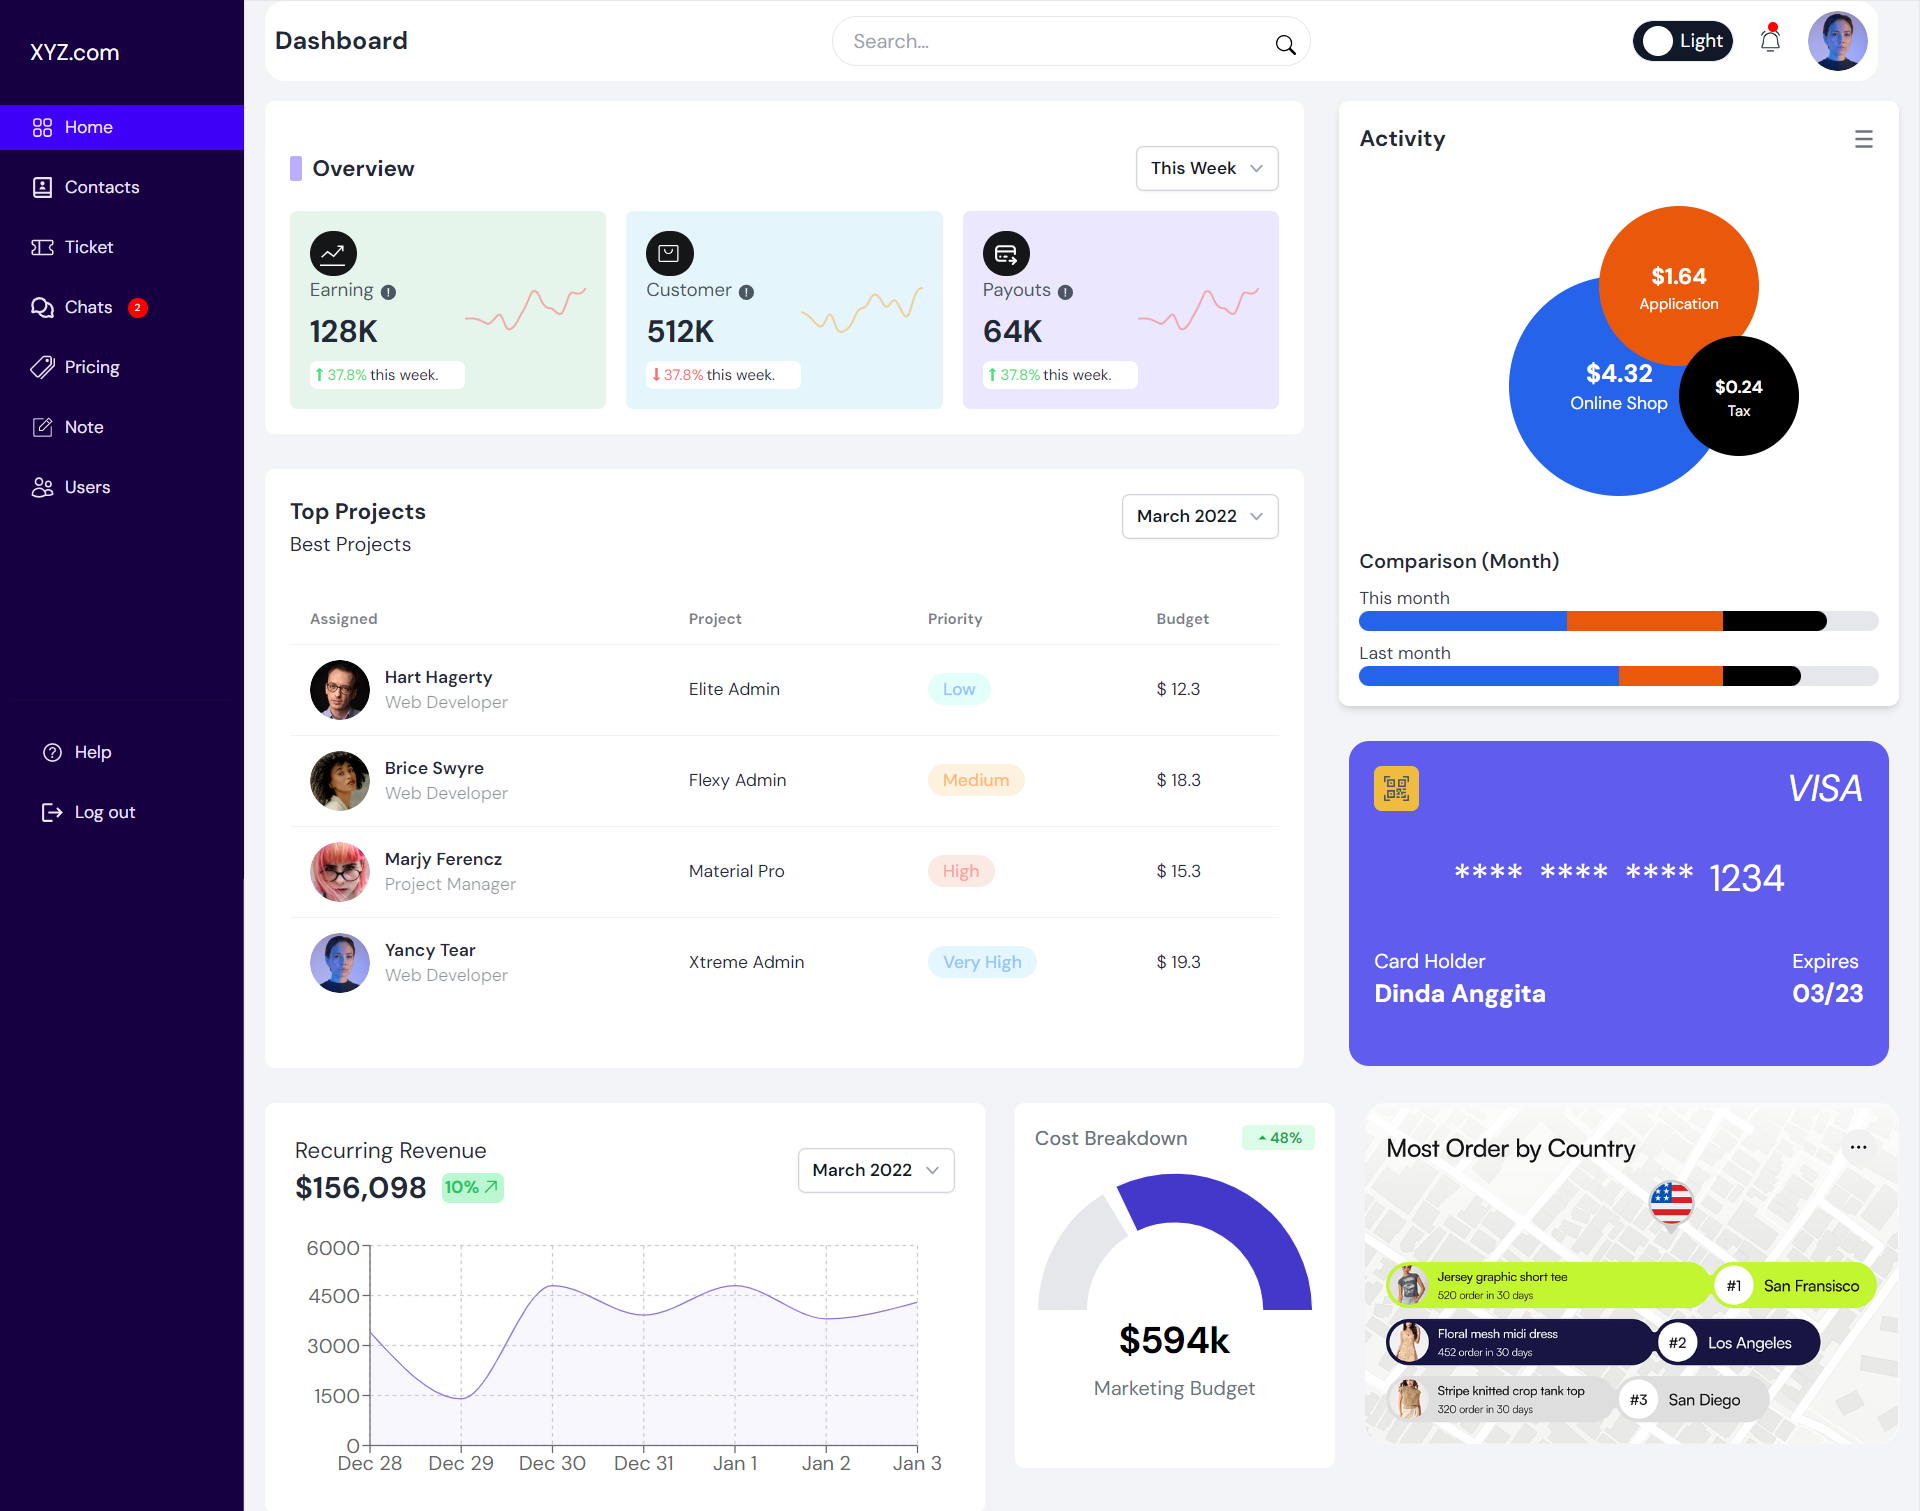 XYZ.com
Home
Contacts
Ticket
Chats 2
Pricing
Note
Users
Help
Log out
Dashboard
Search...
Light
Overview
This Week
Earning
128K
37.8% this week.
Customer
512K
37.8% this week.
Payouts
64K
37.8% this week.
Top Projects
Best Projects
March 2022
Assigned Project Priority Budget
Hart Hagerty
Web Developer
Elite Admin
Low
$ 12.3
Brice Swyre
Web Developer
Flexy Admin
Medium
$ 18.3
Marjy Ferencz
Project Manager
Material Pro
High
$ 15.3
Yancy Tear
Web Developer
Xtreme Admin
Very High
$ 19.3
Activity
$1.64
Application
$4.32
Online Shop
$0.24
Tax
Comparison (Month)
This month
Last month
VISA
**** **** **** 1234
Card Holder
Dinda Anggita
Expires
03/23
Recurring Revenue
$156,098 10%
March 2022
6000
4500
3000
1500
0
Dec 28 Dec 29 Dec 30 Dec 31 Jan 1 Jan 2 Jan 3
Cost Breakdown
48%
$594k
Marketing Budget
Most Order by Country
Jersey graphic short tee
520 order in 30 days
#1 San Fransisco
Floral mesh midi dress
452 order in 30 days
#2 Los Angeles
Stripe knitted crop tank top
320 order in 30 days
#3 San Diego